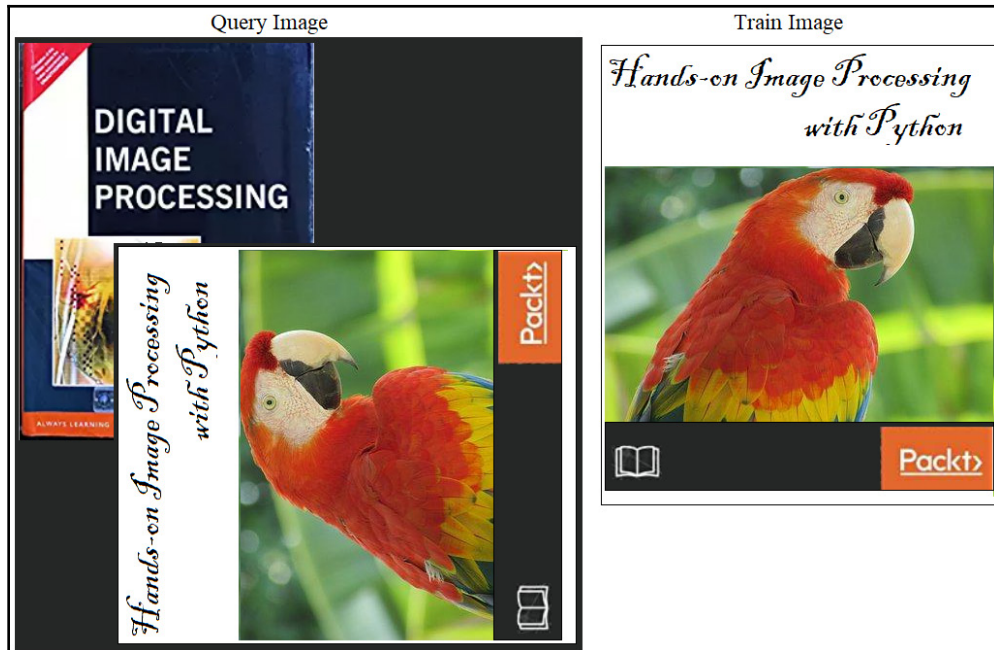 Query Image
Train Image
DIGITAL
IMAGE
PROCESSING
ALWAYS LEARNING
Hands-on Image Processing
with Python
Packt>
Hands-on Image Processing
with Python
Packt>